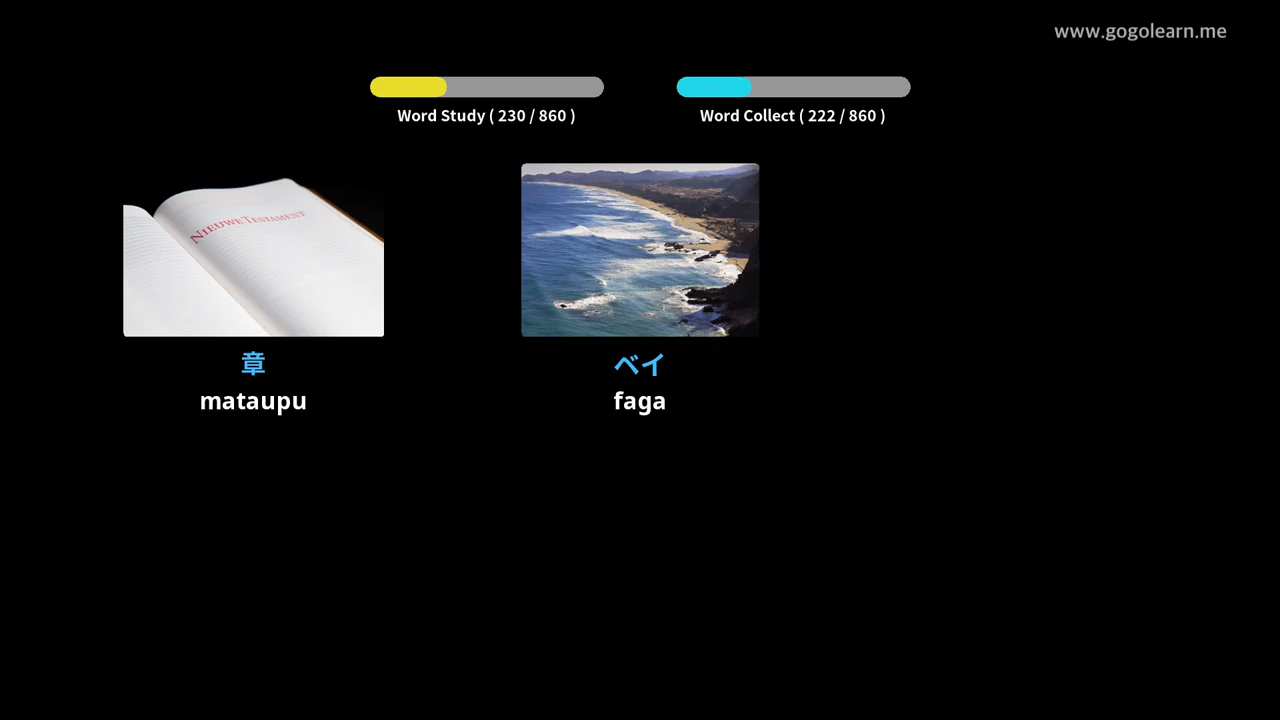 www.gogolearn.me
Word Study ( 230 / 860 )
Word Collect ( 222 / 860 )
NIEUWE TESTAMENT
章
mataupu
ベイ
faga